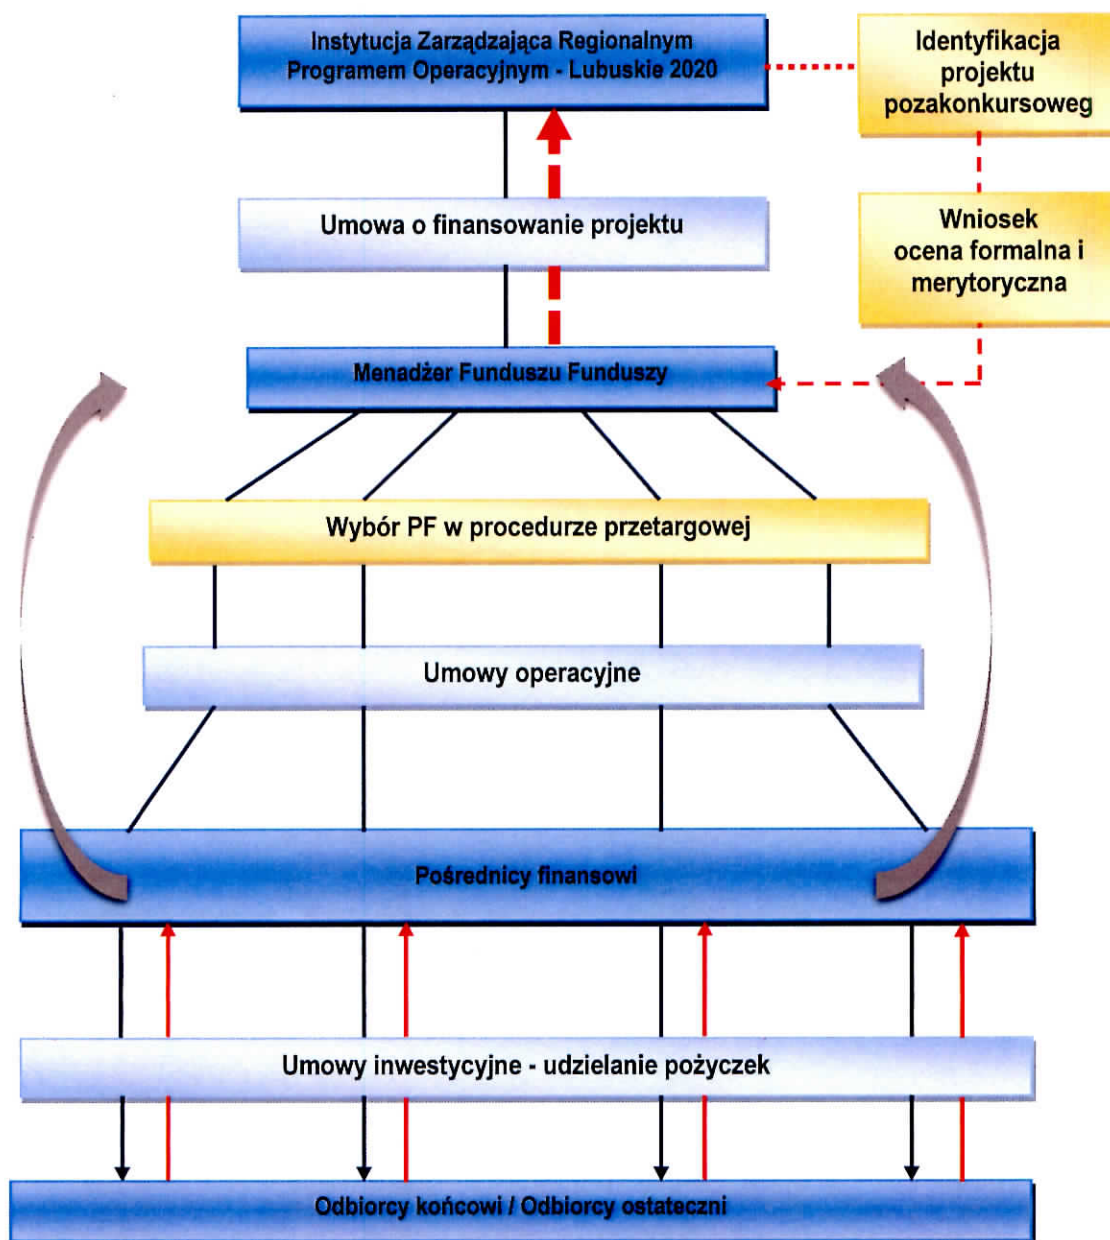 Instytucja Zarządzająca Regionalnym
Programem Operacyjnym - Lubuskie 2020
Identyfikacja
projektu
pozakonkursoweg
Umowa o finansowanie projektu
Wniosek
ocena formalna i
merytoryczna
Menadżer Funduszu Funduszy
Wybór PF w procedurze przetargowej
Umowy operacyjne
Pośrednicy finansowi
Umowy inwestycyjne - udzielanie pożyczek
Odbiorcy końcowi / Odbiorcy ostateczni